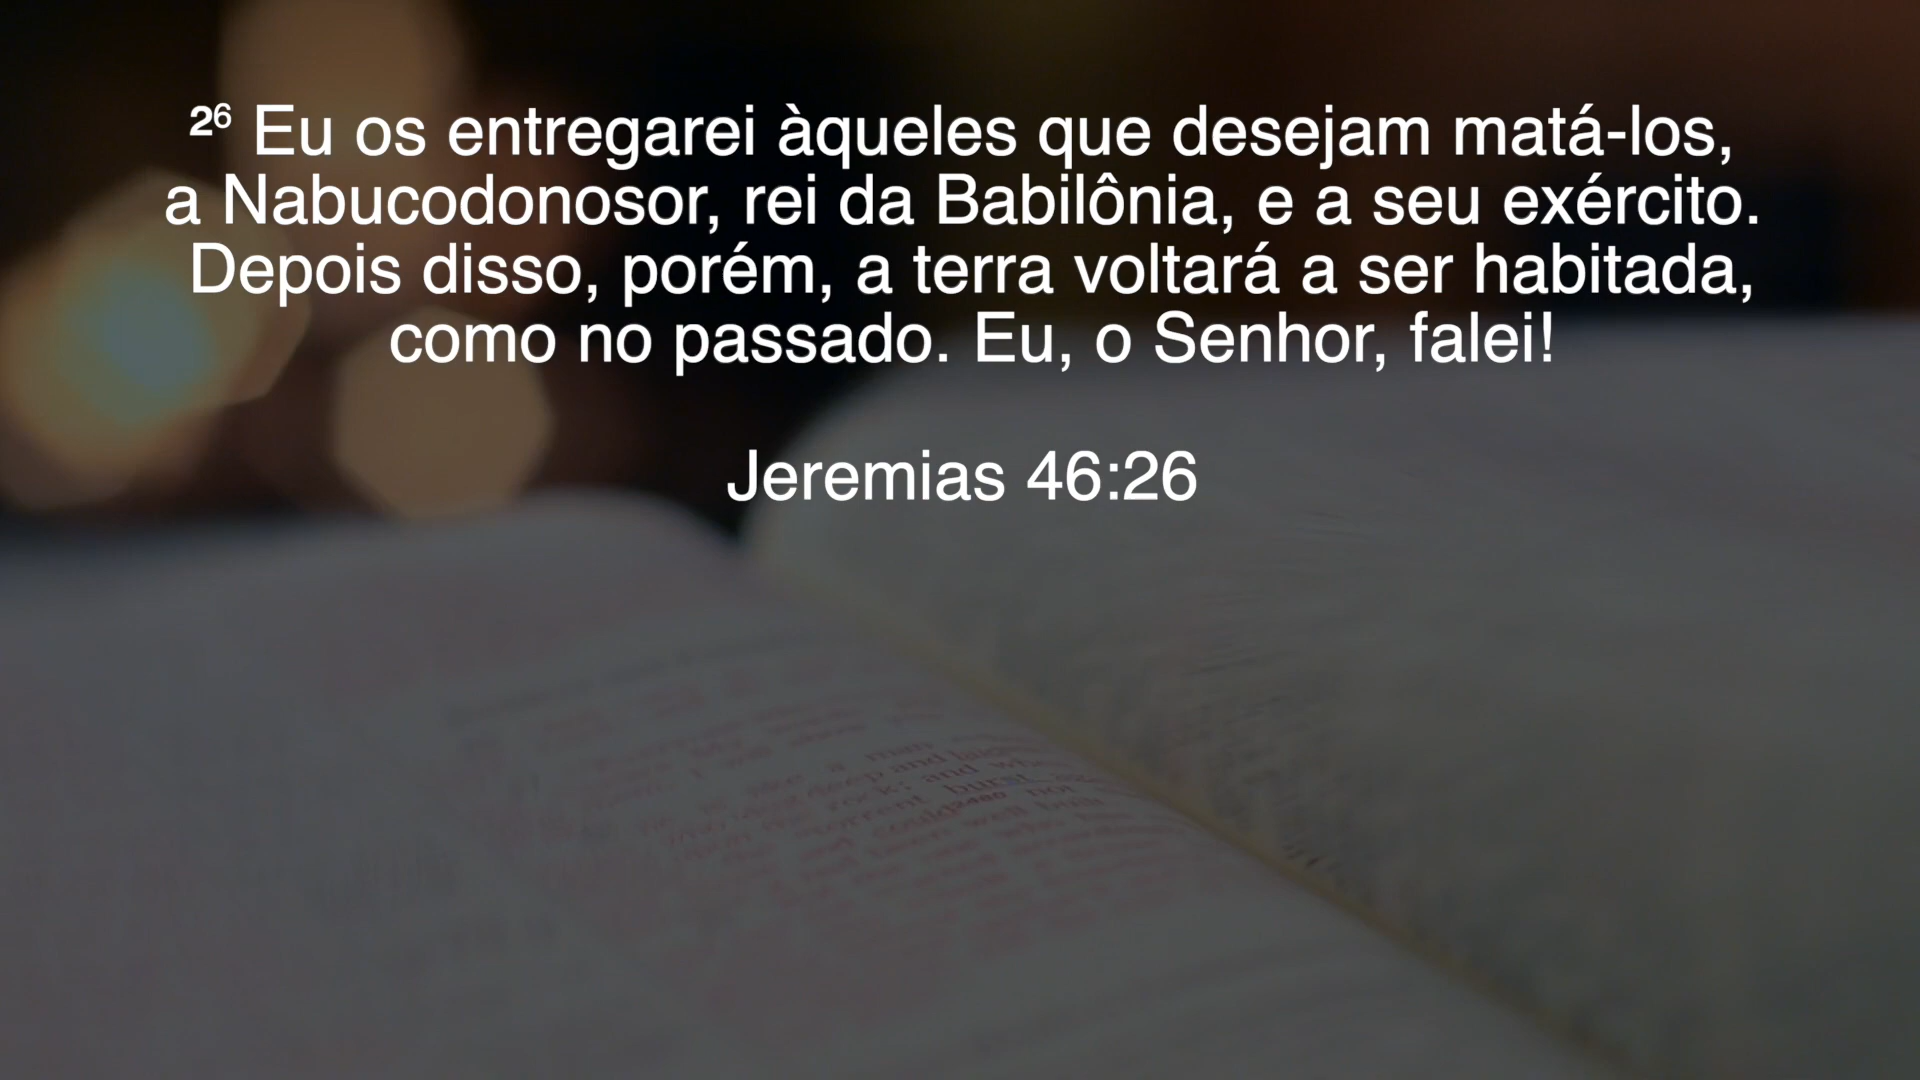 ²⁶ Eu os entregarei àqueles que desejam matá-los,
a Nabucodonosor, rei da Babilônia, e a seu exército.
Depois disso, porém, a terra voltará a ser habitada,
como no passado. Eu, o Senhor, falei!
Jeremias 46:26